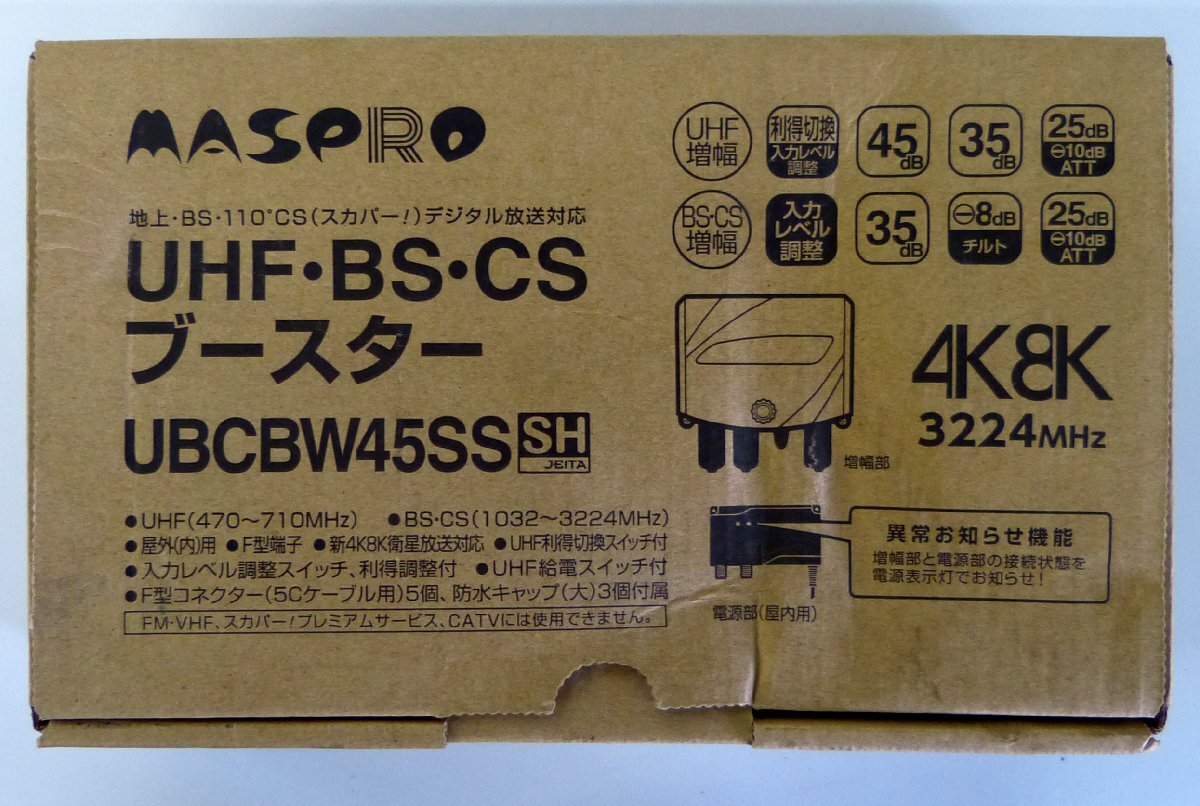 MASPRO
地上・BS・110°CS(スカパー!)デジタル放送対応
UHF・BS・CS
ブースター
UBCBW45SS SH JEITA
●UHF(470〜710MHz) ●BS・CS(1032〜3224MHz)
●屋外(内)用 ●F型端子 ●新4K8K衛星放送対応 ●UHF利得切換スイッチ付
●入力レベル調整スイッチ、利得調整付 ●UHF給電スイッチ付
●F型コネクター(5Cケーブル用)5個、防水キャップ(大)3個付属
FM・VHF、スカパー!プレミアムサービス、CATVには使用できません。
UHF
増幅
利得切換
入力レベル
調整
45dB
35dB
25dB
⊖10dB
ATT
BS・CS
増幅
入力
レベル
調整
35dB
⊖8dB
チルト
25dB
⊖10dB
ATT
増幅部
4K8K
3224MHz
異常お知らせ機能
増幅部と電源部の接続状態を
電源表示灯でお知らせ!
電源部(屋内用)